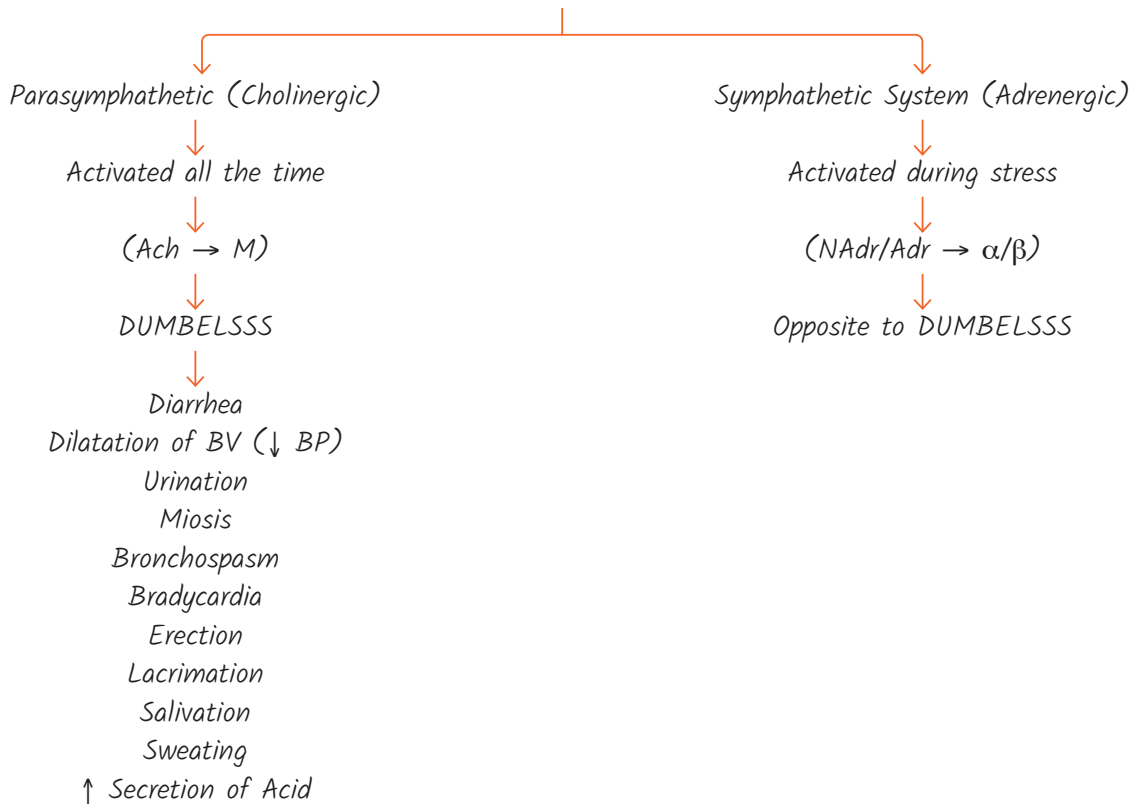 Parasymphathetic (Cholinergic)
Activated all the time
(Ach → M)
DUMBELSSS
Diarrhea
Dilatation of BV (↓ BP)
Urination
Miosis
Bronchospasm
Bradycardia
Erection
Lacrimation
Salivation
Sweating
↑ Secretion of Acid
Symphathetic System (Adrenergic)
Activated during stress
(NAdr/Adr → α/β)
Opposite to DUMBELSSS